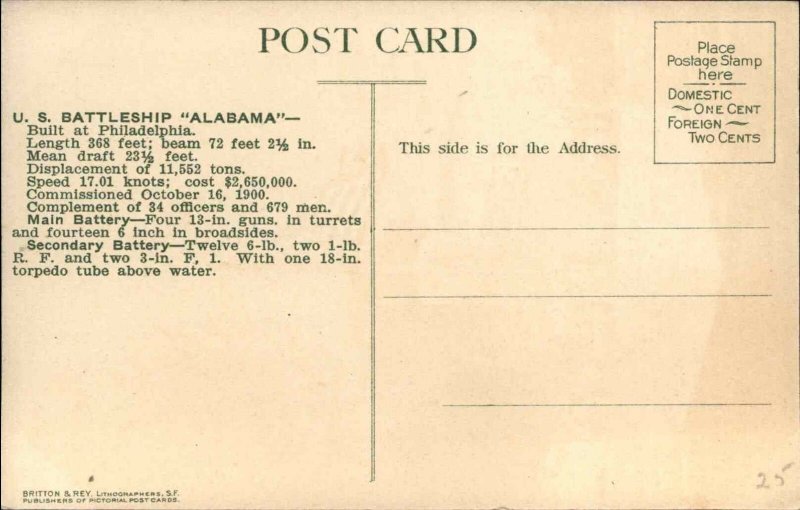 POST CARD
U. S. BATTLESHIP "ALABAMA"—
Built at Philadelphia.
Length 368 feet; beam 72 feet 2½ in.
Mean draft 23½ feet.
Displacement of 11,552 tons.
Speed 17.01 knots; cost $2,650,000.
Commissioned October 16, 1900.
Complement of 34 officers and 679 men.
Main Battery—Four 13-in. guns, in turrets
and fourteen 6 inch in broadsides.
Secondary Battery—Twelve 6-lb., two 1-lb.
R. F. and two 3-in. F, 1. With one 18-in.
torpedo tube above water.
BRITTON & REY, LITHOGRAPHERS, S.F.
PUBLISHERS OF PICTORIAL POST CARDS.
Place
Postage Stamp
here
DOMESTIC
~ONE CENT
FOREIGN~
TWO CENTS
This side is for the Address.
25